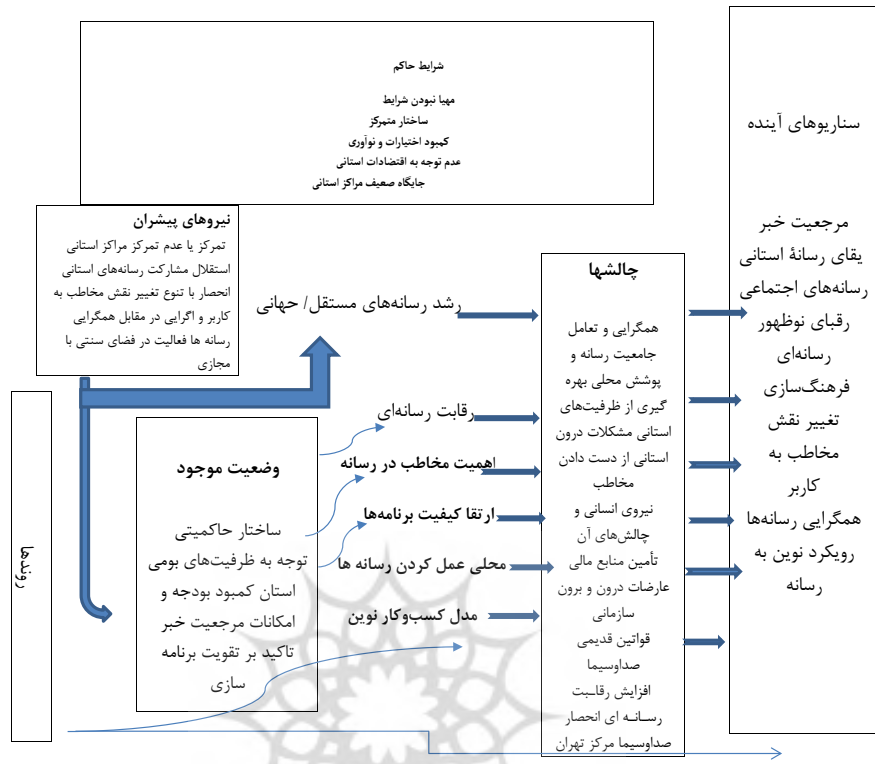 شرایط حاکم
مهیا نبودن شرایط
ساختار متمرکز
کمبود اختیارات و نوآوری
عدم توجه به اقتضادات استانی
جایگاه صعیف مراکز استانی
سناریوهای آینده
مرجعیت خبر
یقای رسانهٔ استانی
رسانه‌های اجتماعی
رقبای نوظهور
رسانه‌ای
فرهنگ‌سازی
تغییر نقش
مخاطب به
کاربر
همگرایی رسانه‌ها
رویکرد نوین به
رسانه
نیروهای پیشران
تمرکز یا عدم تمرکز مراکز استانی
استقلال مشارکت رسانه‌های استانی
انحصار با تنوع تغییر نقش مخاطب به
کاربر و اگرایی در مقابل همگرایی
رسانه ها فعالیت در فضای سنتی با
مجازی
چالشها
همگرایی و تعامل
جامعیت رسانه و
پوشش محلی بهره
گیری از ظرفیت‌های
استانی مشکلات درون
استانی از دست دادن
مخاطب
نیروی انسانی و
چالش‌های آن
تأمین منابع مالی
عارضات درون و برون
سازمانی
قواتین قدیمی
صداوسیما
افزایش رقابت
رسانه ای انحصار
صداوسیما مرکز تهران
رشد رسانه‌های مستقل/ حهانی
رقابت رسانه‌ای
اهمیت مخاطب در رسانه
ارتقا کیفیت برنامه‌ها
محلی عمل کردن رسانه ها
مدل کسب‌وکار نوین
وضعیت موجود
ساختار حاکمیتی
توجه به ظرفیت‌های بومی
استان کمبود بودجه و
امکانات مرجعیت خبر
تاکید بر تقویت برنامه
سازی
روندها